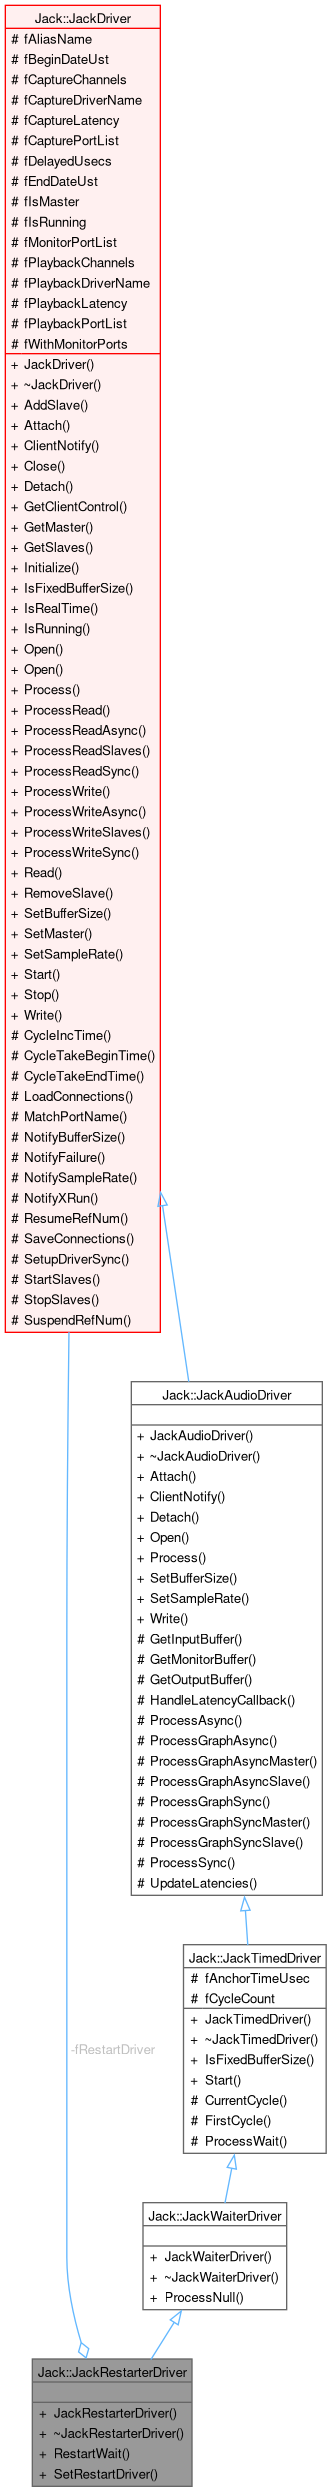 Jack::JackDriver
# fAliasName
# fBeginDateUst
# fCaptureChannels
# fCaptureDriverName
# fCaptureLatency
# fCapturePortList
# fDelayedUsecs
# fEndDateUst
# fIsMaster
# fIsRunning
# fMonitorPortList
# fPlaybackChannels
# fPlaybackDriverName
# fPlaybackLatency
# fPlaybackPortList
# fWithMonitorPorts
+ JackDriver()
+ ~JackDriver()
+ AddSlave()
+ Attach()
+ ClientNotify()
+ Close()
+ Detach()
+ GetClientControl()
+ GetMaster()
+ GetSlaves()
+ Initialize()
+ IsFixedBufferSize()
+ IsRealTime()
+ IsRunning()
+ Open()
+ Open()
+ Process()
+ ProcessRead()
+ ProcessReadAsync()
+ ProcessReadSlaves()
+ ProcessReadSync()
+ ProcessWrite()
+ ProcessWriteAsync()
+ ProcessWriteSlaves()
+ ProcessWriteSync()
+ Read()
+ RemoveSlave()
+ SetBufferSize()
+ SetMaster()
+ SetSampleRate()
+ Start()
+ Stop()
+ Write()
# CycleIncTime()
# CycleTakeBeginTime()
# CycleTakeEndTime()
# LoadConnections()
# MatchPortName()
# NotifyBufferSize()
# NotifyFailure()
# NotifySampleRate()
# NotifyXRun()
# ResumeRefNum()
# SaveConnections()
# SetupDriverSync()
# StartSlaves()
# StopSlaves()
# SuspendRefNum()
Jack::JackAudioDriver
+ JackAudioDriver()
+ ~JackAudioDriver()
+ Attach()
+ ClientNotify()
+ Detach()
+ Open()
+ Process()
+ SetBufferSize()
+ SetSampleRate()
+ Write()
# GetInputBuffer()
# GetMonitorBuffer()
# GetOutputBuffer()
# HandleLatencyCallback()
# ProcessAsync()
# ProcessGraphAsync()
# ProcessGraphAsyncMaster()
# ProcessGraphAsyncSlave()
# ProcessGraphSync()
# ProcessGraphSyncMaster()
# ProcessGraphSyncSlave()
# ProcessSync()
# UpdateLatencies()
Jack::JackTimedDriver
# fAnchorTimeUsec
# fCycleCount
+ JackTimedDriver()
+ ~JackTimedDriver()
+ IsFixedBufferSize()
+ Start()
# CurrentCycle()
# FirstCycle()
# ProcessWait()
-fRestartDriver
Jack::JackWaiterDriver
+ JackWaiterDriver()
+ ~JackWaiterDriver()
+ ProcessNull()
Jack::JackRestarterDriver
+ JackRestarterDriver()
+ ~JackRestarterDriver()
+ RestartWait()
+ SetRestartDriver()